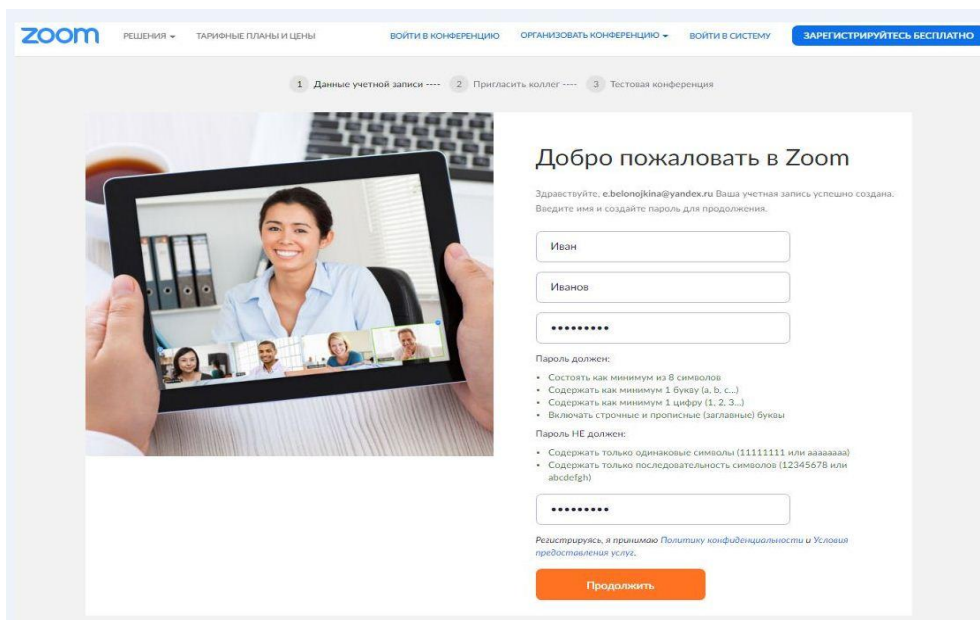 zoom РЕШЕНИЯ ТАРИФНЫЕ ПЛАНЫ И ЦЕНЫ ВОЙТИ В КОНФЕРЕНЦИЮ ОРГАНИЗОВАТЬ КОНФЕРЕНЦИЮ ВОЙТИ В СИСТЕМУ ЗАРЕГИСТРИРУЙТЕСЬ БЕСПЛАТНО
1 Данные учетной записи ---- 2 Пригласить коллег ---- 3 Тестовая конференция
Добро пожаловать в Zoom
Здравствуйте, e.belonojkina@yandex.ru Ваша учетная запись успешно создана.
Введите имя и создайте пароль для продолжения.
Иван
Иванов
•••••••••
Пароль должен:
• Состоять как минимум из 8 символов
• Содержать как минимум 1 букву (a, b, c...)
• Содержать как минимум 1 цифру (1, 2, 3...)
• Включать строчные и прописные (заглавные) буквы
Пароль НЕ должен:
• Содержать только одинаковые символы (11111111 или aaaaaaaa)
• Содержать только последовательность символов (12345678 или
abcdefgh)
•••••••••
Регистрируясь, я принимаю Политику конфиденциальности и Условия
предоставления услуг.
Продолжить